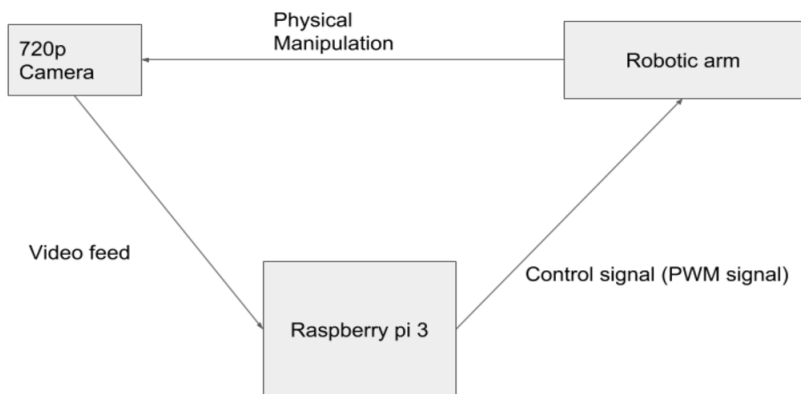 Physical
Manipulation
720p
Camera
Robotic arm
Video feed
Control signal (PWM signal)
Raspberry pi 3